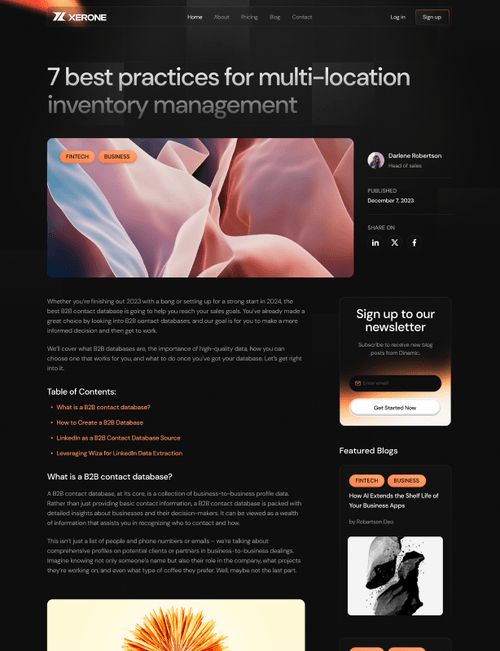 XERONE
Home About Pricing Blog Contact
Log in Sign up
7 best practices for multi-location
inventory management
FINTECH BUSINESS
Darlene Robertson
Head of sales
PUBLISHED
December 7, 2023
SHARE ON
in X f
Whether you're finishing out 2023 with a bang or setting up for a strong start in 2024, the
best B2B contact database is going to help you reach your sales goals. You've already made a
great choice by looking into B2B contact databases, and our goal is for you to make a more
informed decision and then get to work.
We'll cover what B2B databases are, the importance of high-quality data, how you can
choose one that works for you, and what to do once you've got your database. Let's get right
into it.
Table of Contents:
• What is a B2B contact database?
• How to Create a B2B Database
• LinkedIn as a B2B Contact Database Source
• Leveraging Wiza for LinkedIn Data Extraction
What is a B2B contact database?
A B2B contact database, at its core, is a collection of business-to-business profile data.
Rather than just providing basic contact information, a B2B contact database is packed with
detailed insights about businesses and their decision-makers. It can be viewed as a wealth
of information that assists you in recognizing who to contact and how.
This isn't just a list of people and phone numbers or emails – we're talking about
comprehensive profiles on potential clients or partners in business-to-business dealings.
Imagine knowing not only someone's name but also their role in the company, what projects
they're working on, and even what type of coffee they prefer. Well, maybe not the last part.
Sign up to our
newsletter
Subscribe to receive new blog
posts from Dinamic.
Enter email
Get Started Now
Featured Blogs
FINTECH BUSINESS
How AI Extends the Shelf Life of
Your Business Apps
by Robertson Deo